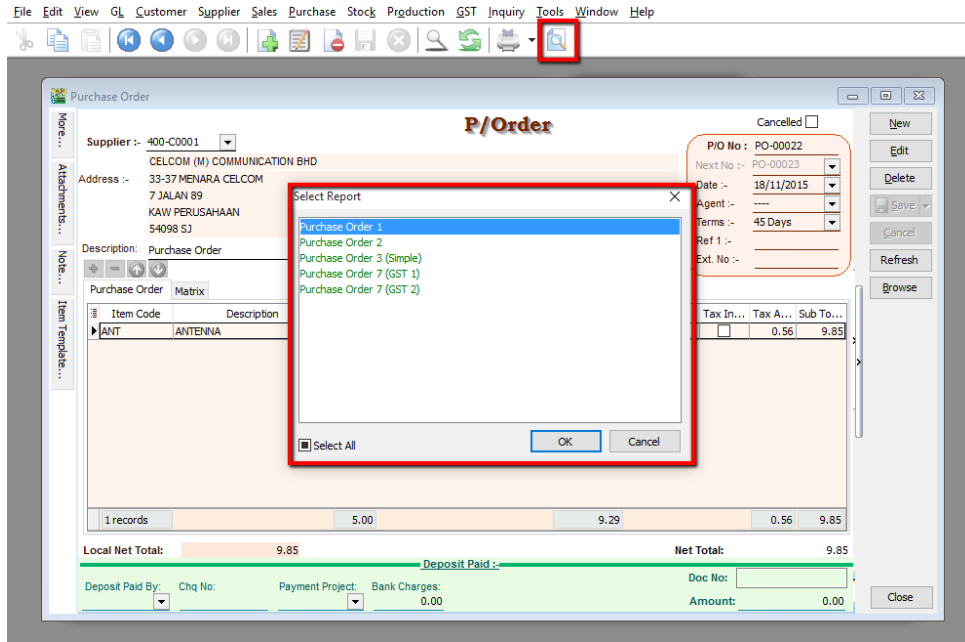 File Edit View GL Customer Supplier Sales Purchase Stock Production GST Inquiry Tools Window Help
Purchase Order
More...
Attachments...
Note...
Item Template...
P/Order
Cancelled
Supplier :- 400-C0001
CELCOM (M) COMMUNICATION BHD
Address :- 33-37 MENARA CELCOM
7 JALAN 89
KAW PERUSAHAAN
54098 SJ
Description: Purchase Order
P/O No : PO-00022
Next No :- PO-00023
Date :- 18/11/2015
Agent :- ----
Terms :- 45 Days
Ref 1 :-
Ext. No :-
New
Edit
Delete
Save
Cancel
Refresh
Browse
Select Report
Purchase Order 1
Purchase Order 2
Purchase Order 3 (Simple)
Purchase Order 7 (GST 1)
Purchase Order 7 (GST 2)
Select All OK Cancel
Purchase Order Matrix
Item Code Description Tax In... Tax A... Sub To...
ANT ANTENNA 0.56 9.85
1 records 5.00 9.29 0.56 9.85
Local Net Total: 9.85 Net Total: 9.85
Deposit Paid :-
Deposit Paid By: Chq No: Payment Project: Bank Charges: Doc No:
0.00 Amount: 0.00
Close